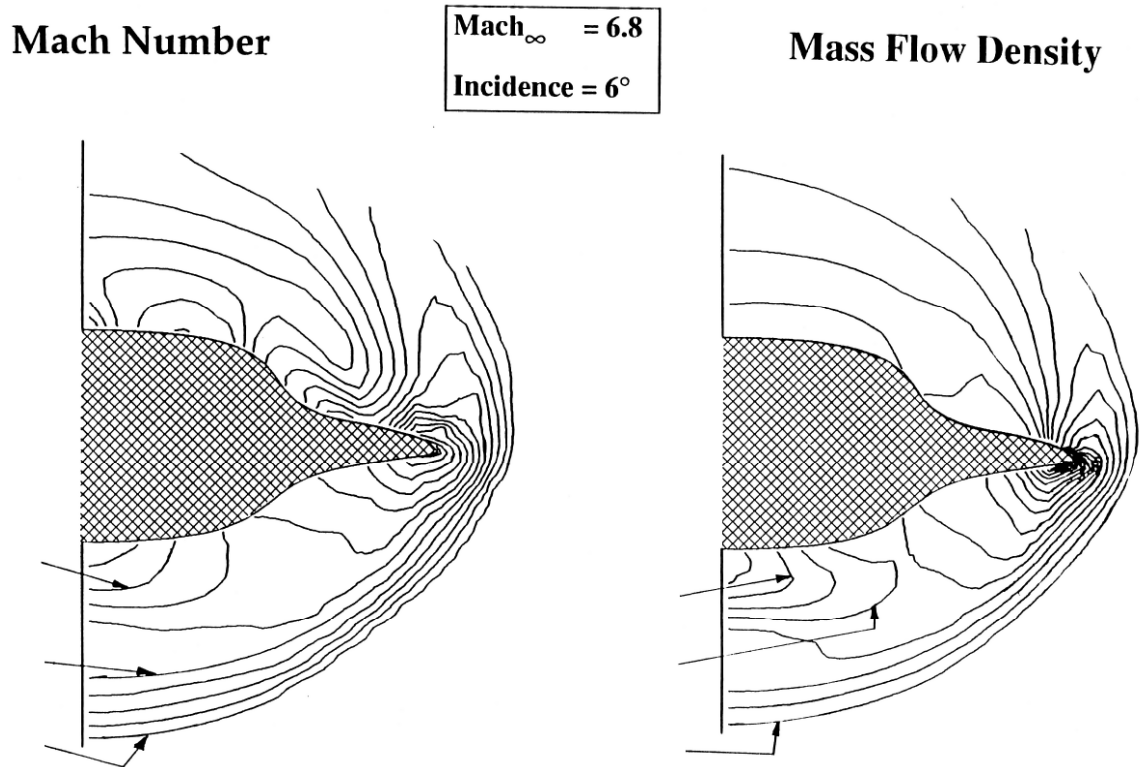 Mach Number
Mach∞ = 6.8
Incidence = 6°
Mass Flow Density